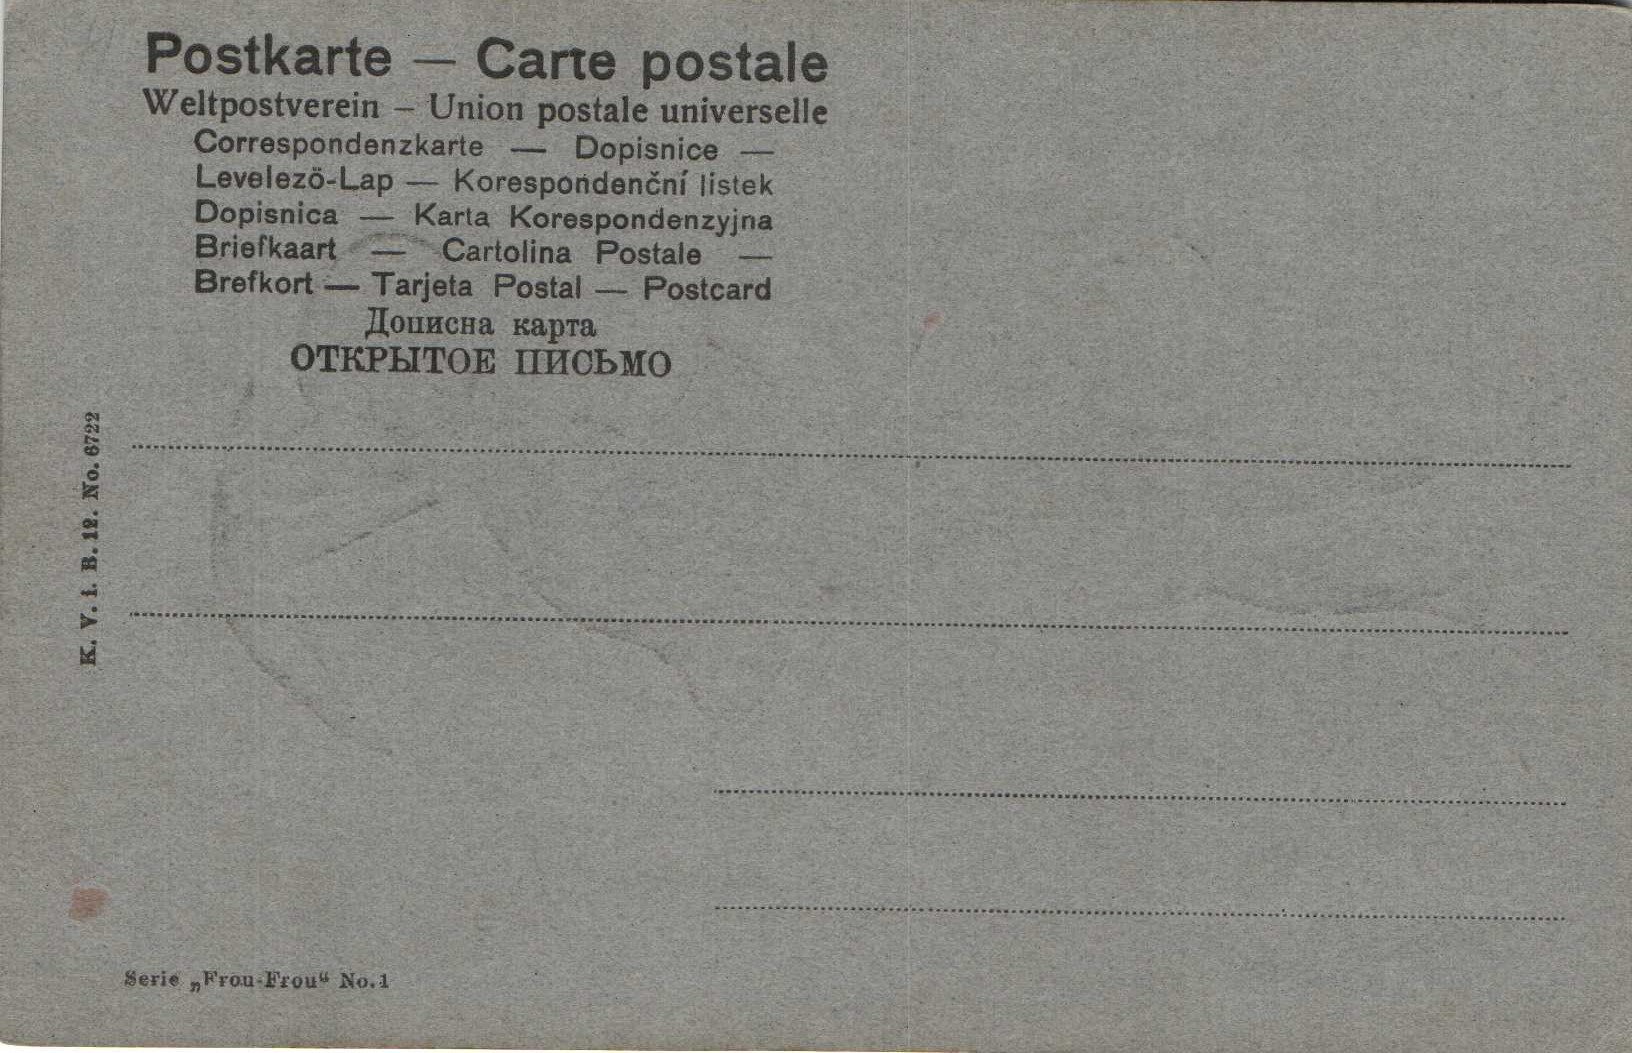 Postkarte — Carte postale
Weltpostverein – Union postale universelle
Correspondenzkarte — Dopisnice —
Levelező-Lap — Korespondenční lístek
Dopisnica — Karta Korespondenzyjna
Briefkaart — Cartolina Postale —
Brefkort — Tarjeta Postal — Postcard
Дописна карта
ОТКРЫТОЕ ПИСЬМО
K. V. i. B. 12. No. 6722
Serie „Frou-Frou“ No. 1